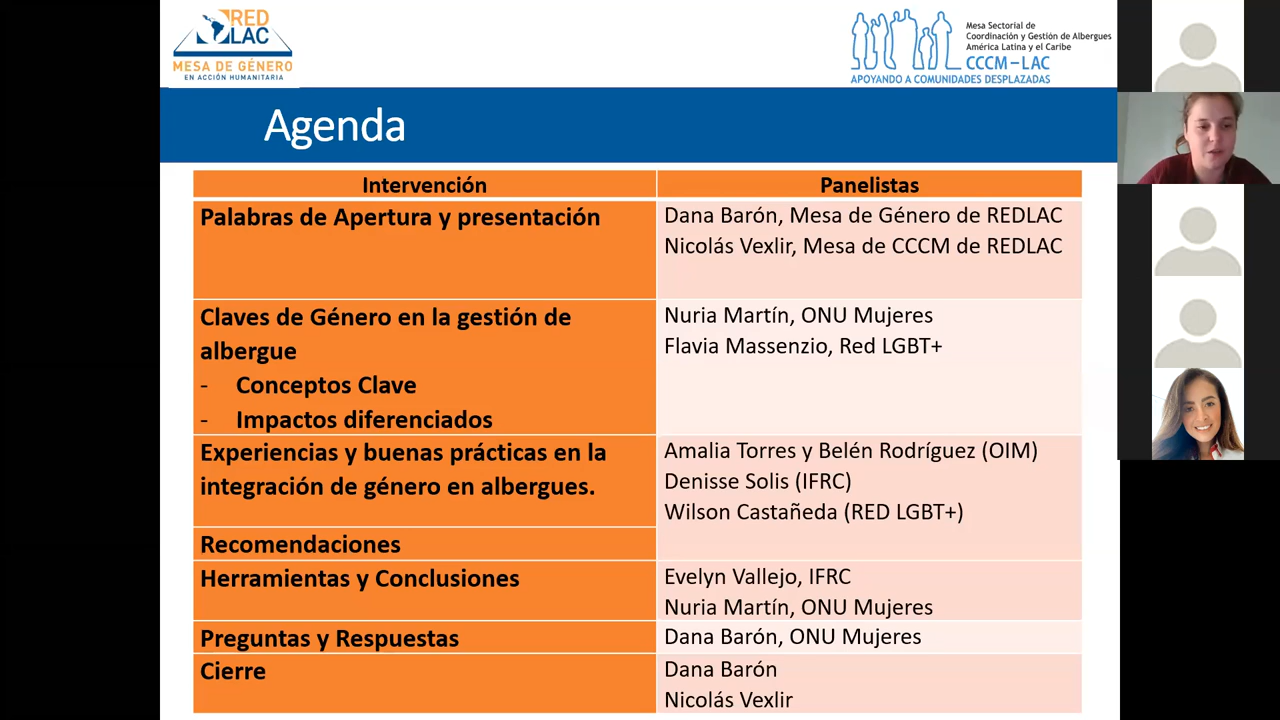 RED
LAC
MESA DE GÉNERO
EN ACCIÓN HUMANITARIA
Mesa Sectorial de
Coordinación y Gestión de Albergues
América Latina y el Caribe
CCCM-LAC
APOYANDO A COMUNIDADES DESPLAZADAS
Agenda
Intervención
Panelistas
Palabras de Apertura y presentación
Dana Barón, Mesa de Género de REDLAC
Nicolás Vexlir, Mesa de CCCM de REDLAC
Claves de Género en la gestión de
albergue
- Conceptos Clave
- Impactos diferenciados
Nuria Martín, ONU Mujeres
Flavia Massenzio, Red LGBT+
Experiencias y buenas prácticas en la
integración de género en albergues.
Amalia Torres y Belén Rodríguez (OIM)
Denisse Solis (IFRC)
Wilson Castañeda (RED LGBT+)
Recomendaciones
Herramientas y Conclusiones
Evelyn Vallejo, IFRC
Nuria Martín, ONU Mujeres
Preguntas y Respuestas
Dana Barón, ONU Mujeres
Cierre
Dana Barón
Nicolás Vexlir